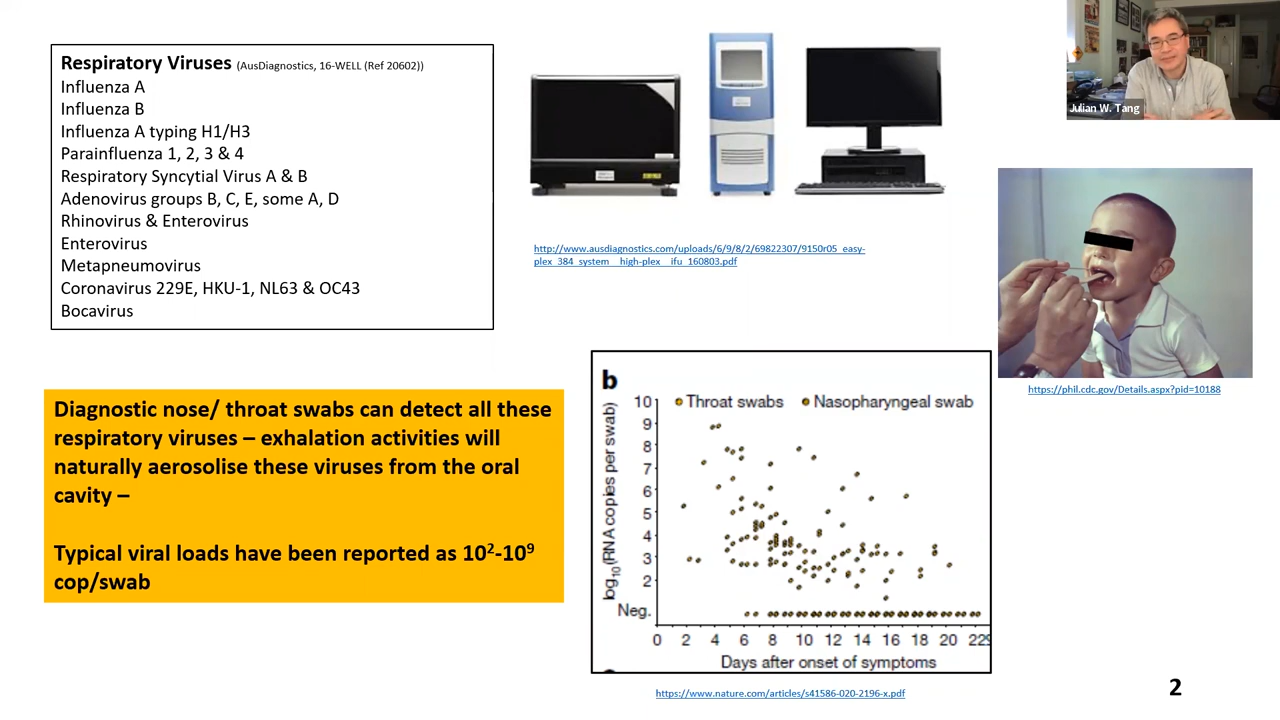 Respiratory Viruses (AusDiagnostics, 16-WELL (Ref 20602))
Influenza A
Influenza B
Influenza A typing H1/H3
Parainfluenza 1, 2, 3 & 4
Respiratory Syncytial Virus A & B
Adenovirus groups B, C, E, some A, D
Rhinovirus & Enterovirus
Enterovirus
Metapneumovirus
Coronavirus 229E, HKU-1, NL63 & OC43
Bocavirus
http://www.ausdiagnostics.com/uploads/6/9/8/2/69822307/9150r05_easy-
plex_384_system__high-plex__ifu_160803.pdf
Julian W. Tang
https://phil.cdc.gov/Details.aspx?pid=10188
Diagnostic nose/ throat swabs can detect all these
respiratory viruses – exhalation activities will
naturally aerosolise these viruses from the oral
cavity –
Typical viral loads have been reported as 10²-10⁹
cop/swab
b
Throat swabs Nasopharyngeal swab
log₁₀(RNA copies per swab)
10
9
8
7
6
5
4
3
2
Neg.
0 2 4 6 8 10 12 14 16 18 20 22
Days after onset of symptoms
https://www.nature.com/articles/s41586-020-2196-x.pdf
2